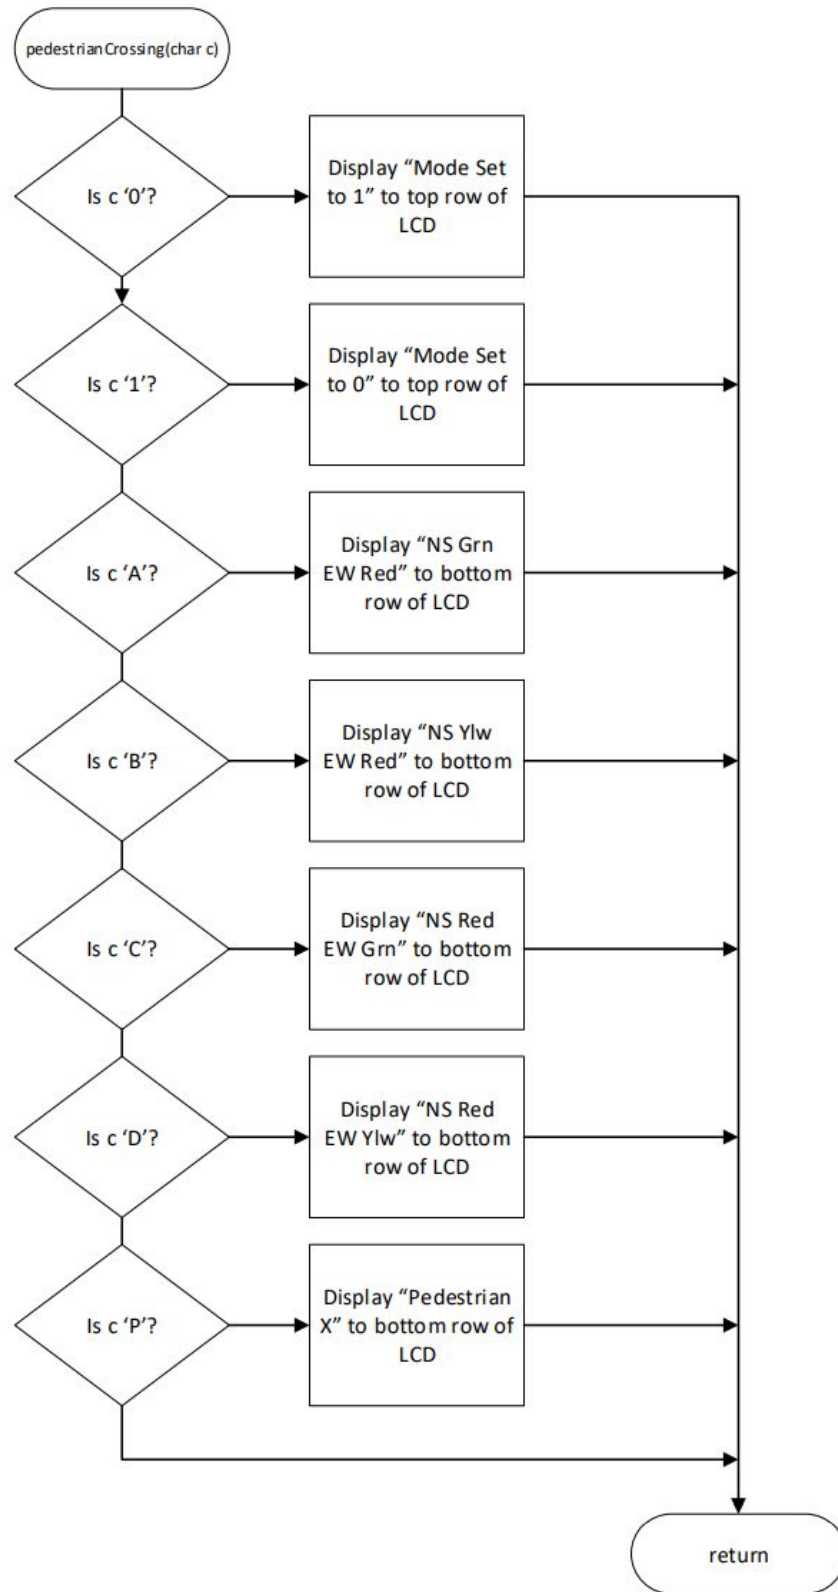 pedestrianCrossing(char c)
Is c ‘0’?
Display “Mode Set
to 1” to top row of
LCD
Is c ‘1’?
Display “Mode Set
to 0” to top row of
LCD
Is c ‘A’?
Display “NS Grn
EW Red” to bottom
row of LCD
Is c ‘B’?
Display “NS Ylw
EW Red” to bottom
row of LCD
Is c ‘C’?
Display “NS Red
EW Grn” to bottom
row of LCD
Is c ‘D’?
Display “NS Red
EW Ylw” to bottom
row of LCD
Is c ‘P’?
Display “Pedestrian
X” to bottom row of
LCD
return